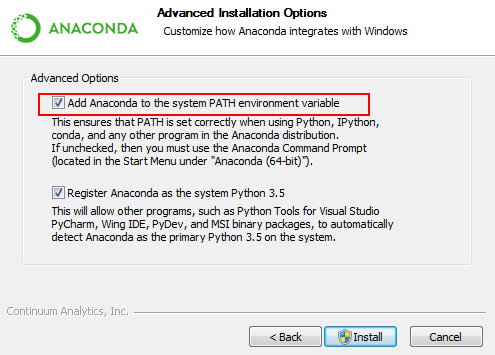 ANACONDA
Advanced Installation Options
Customize how Anaconda integrates with Windows
Advanced Options
Add Anaconda to the system PATH environment variable
This ensures that PATH is set correctly when using Python, IPython,
conda, and any other program in the Anaconda distribution.
If unchecked, then you must use the Anaconda Command Prompt
(located in the Start Menu under "Anaconda (64-bit)").
Register Anaconda as the system Python 3.5
This will allow other programs, such as Python Tools for Visual Studio
PyCharm, Wing IDE, PyDev, and MSI binary packages, to automatically
detect Anaconda as the primary Python 3.5 on the system.
Continuum Analytics, Inc.
< Back
Install
Cancel